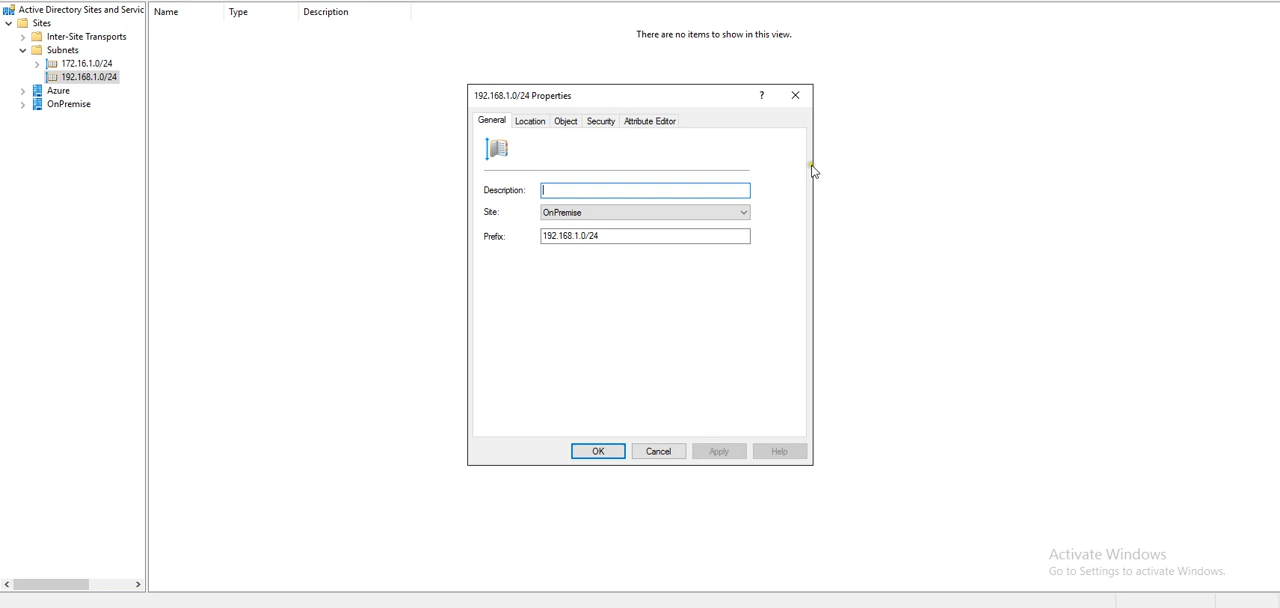 Active Directory Sites and Servic
Sites
Inter-Site Transports
Subnets
172.16.1.0/24
192.168.1.0/24
Azure
OnPremise
Name Type Description
There are no items to show in this view.
192.168.1.0/24 Properties ?
General Location Object Security Attribute Editor
Description:
Site: OnPremise
Prefix: 192.168.1.0/24
OK Cancel Apply Help
Activate Windows
Go to Settings to activate Windows.